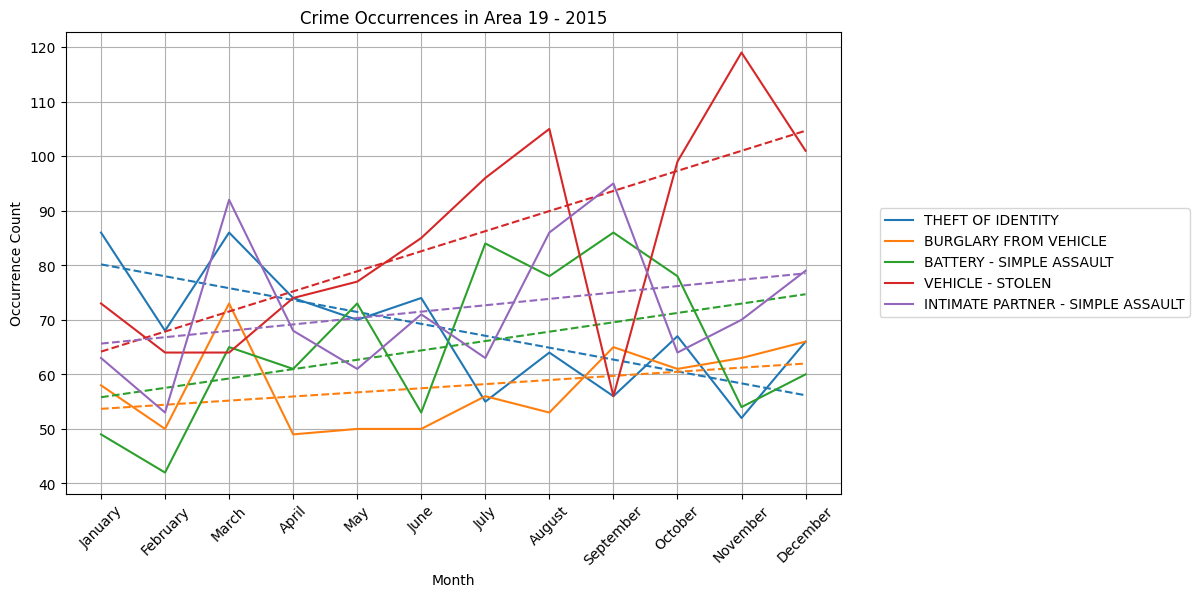 Crime Occurrences in Area 19 - 2015
Occurrence Count
120
110
100
90
80
70
60
50
40
January
February
March
April
May
June
July
August
September
October
November
December
Month
THEFT OF IDENTITY
BURGLARY FROM VEHICLE
BATTERY - SIMPLE ASSAULT
VEHICLE - STOLEN
INTIMATE PARTNER - SIMPLE ASSAULT